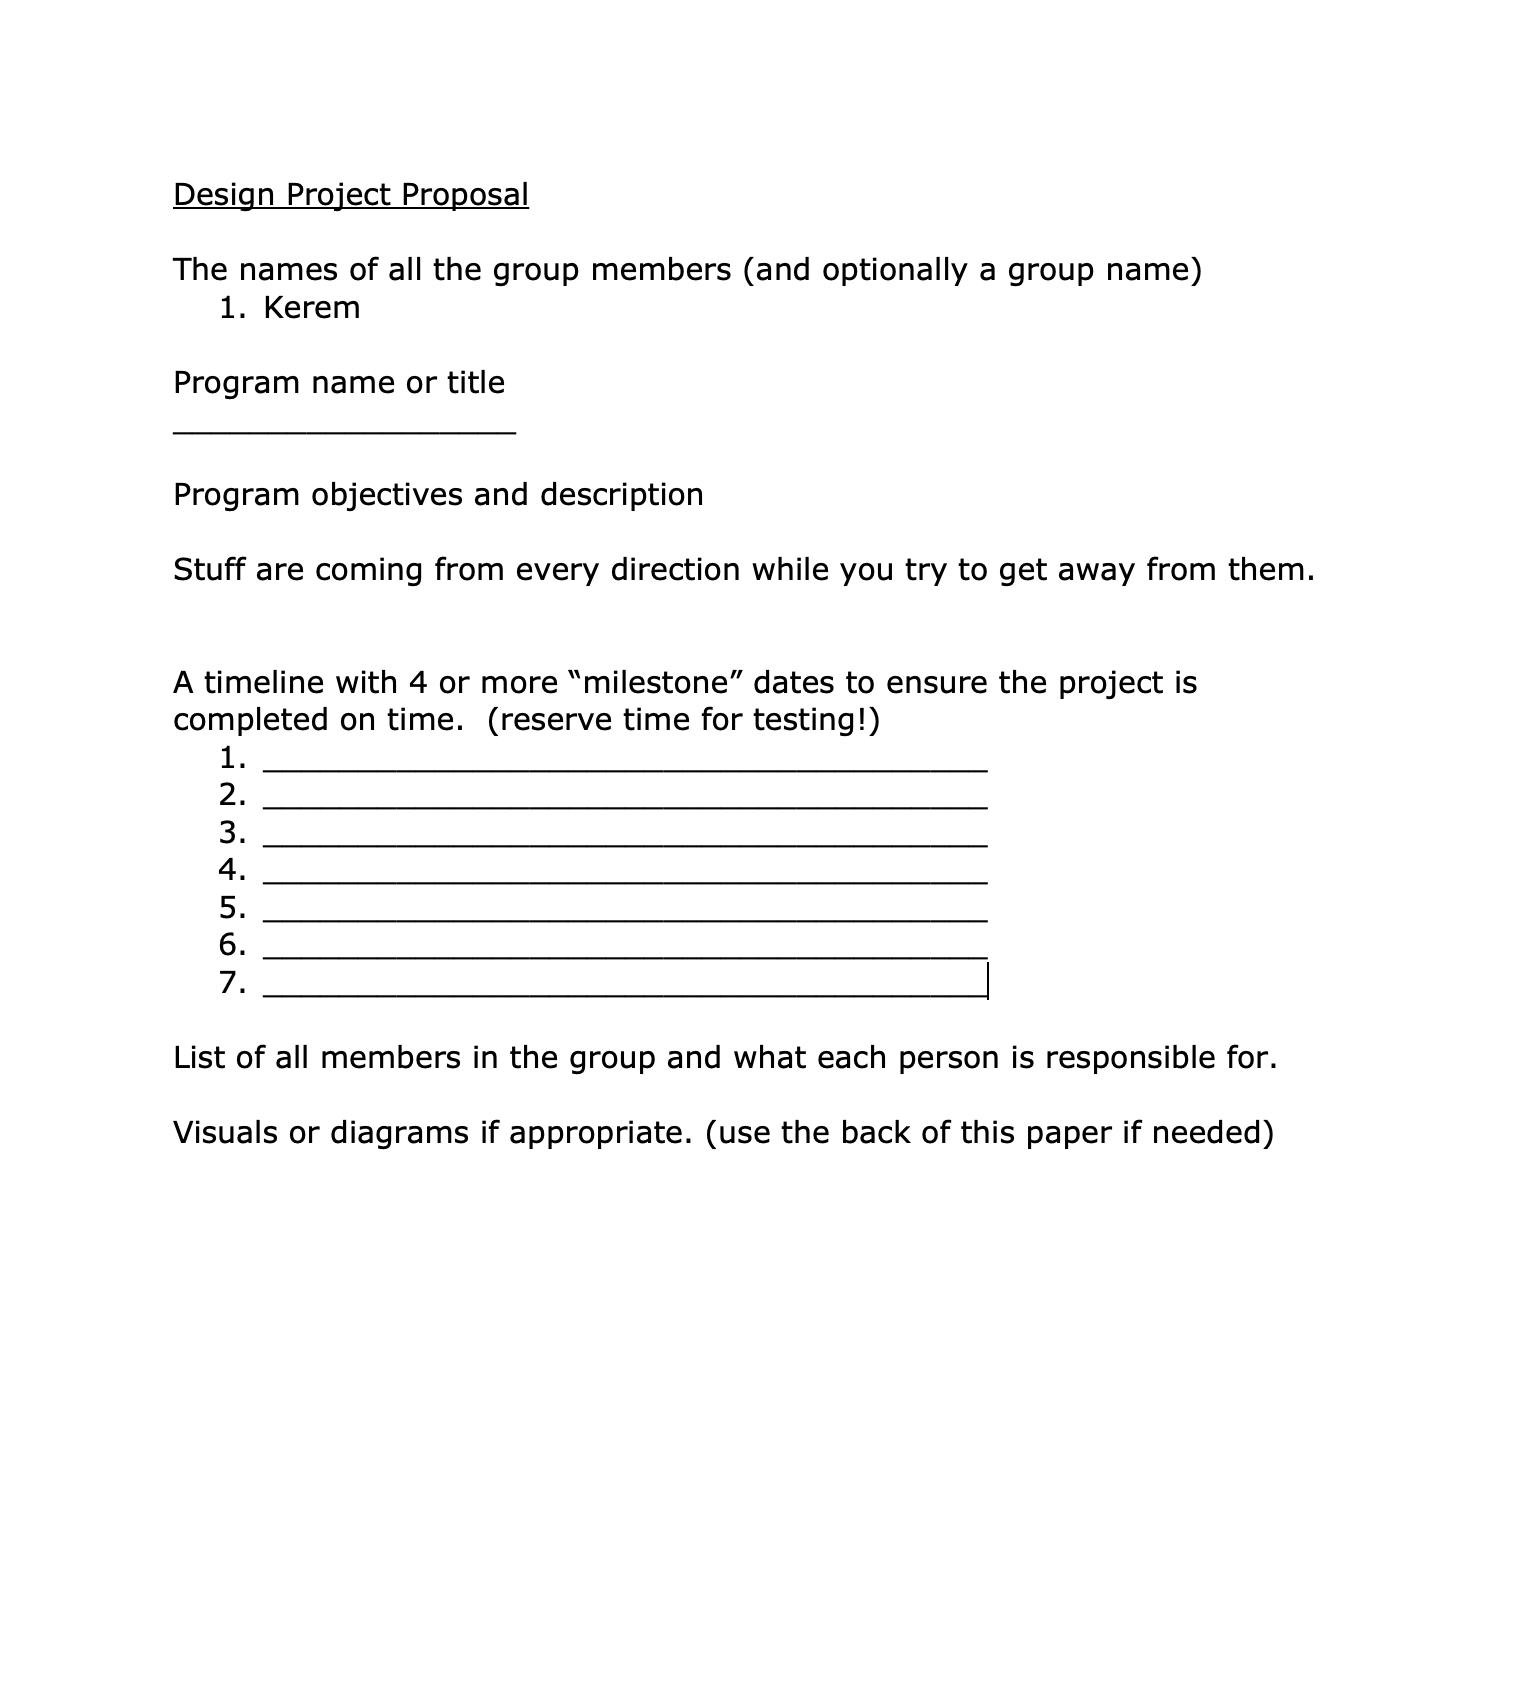 Design Project Proposal
The names of all the group members (and optionally a group name)
1. Kerem
Program name or title
__________________
Program objectives and description
Stuff are coming from every direction while you try to get away from them.
A timeline with 4 or more “milestone” dates to ensure the project is
completed on time.  (reserve time for testing!)
1. ______________________________________
2. ______________________________________
3. ______________________________________
4. ______________________________________
5. ______________________________________
6. ______________________________________
7. ______________________________________
List of all members in the group and what each person is responsible for.
Visuals or diagrams if appropriate. (use the back of this paper if needed)